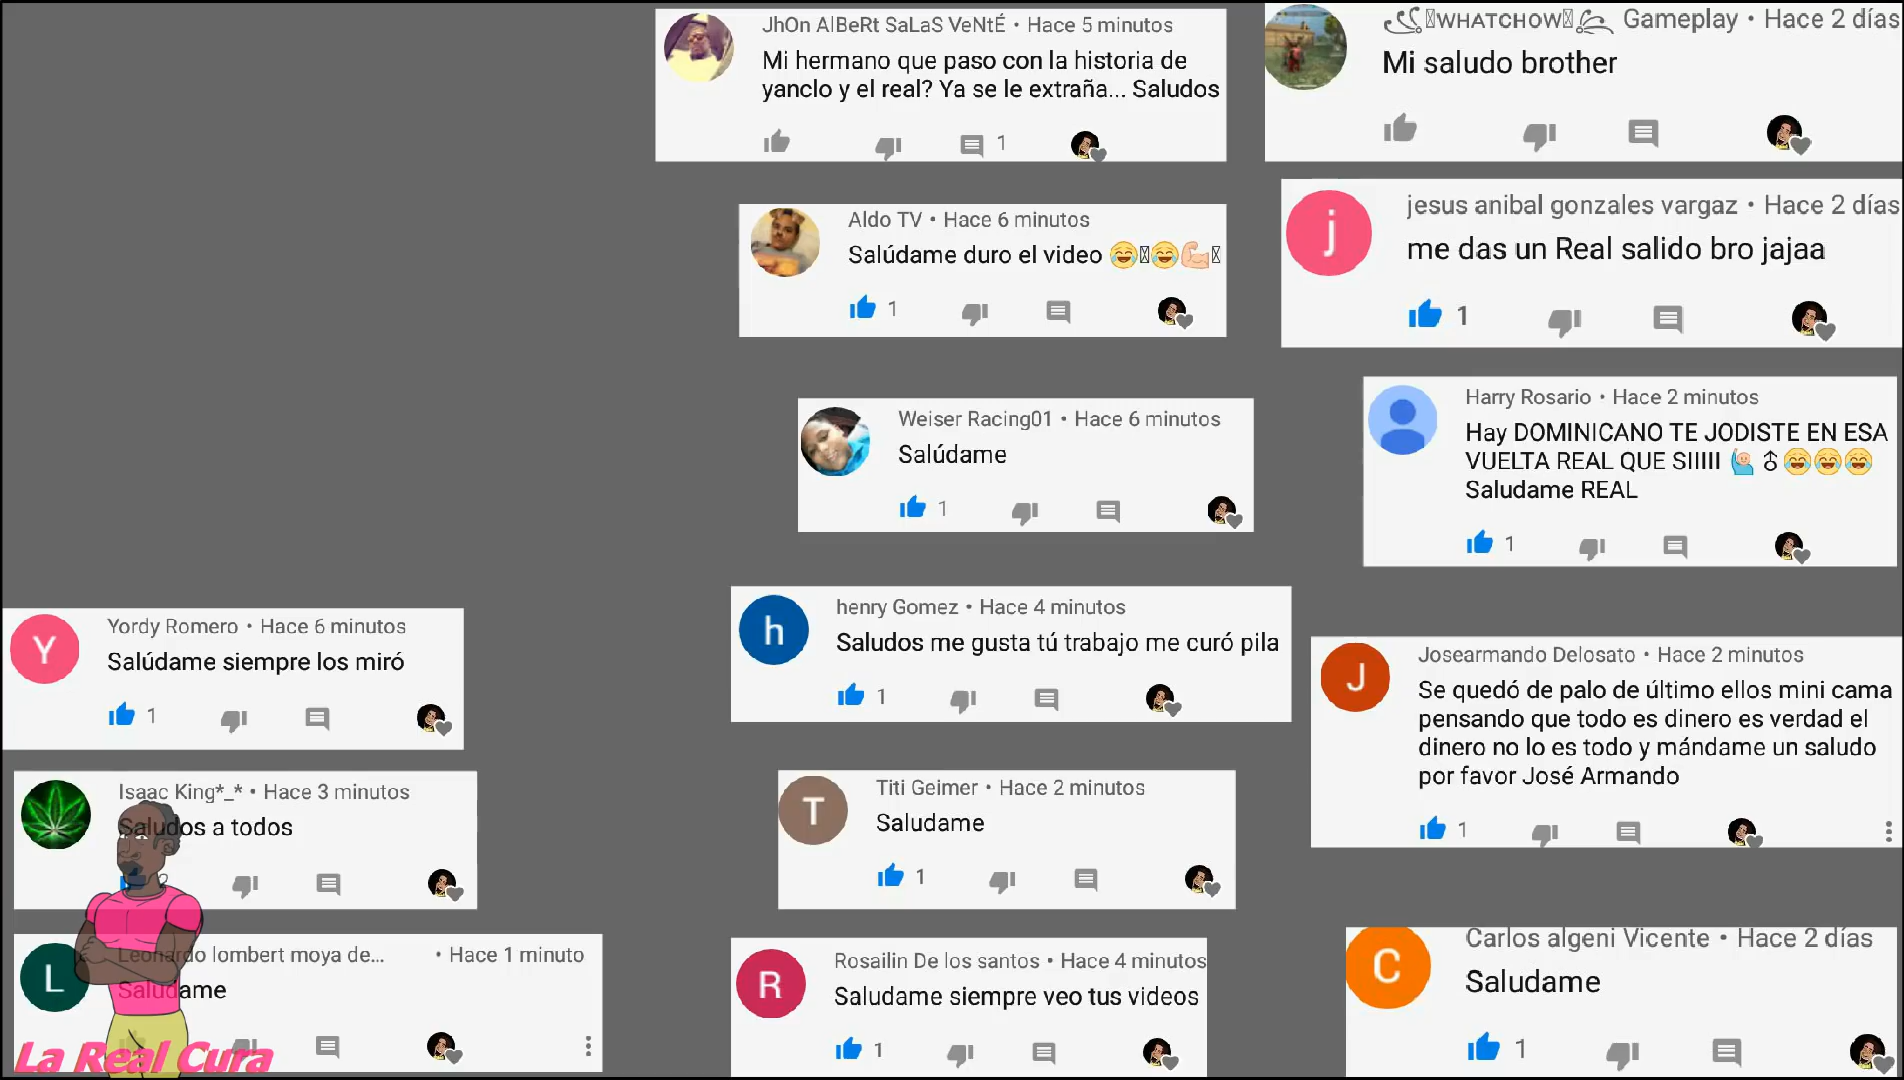 JhOn AlBeRt SaLaS VeNtÉ • Hace 5 minutos
Mi hermano que paso con la historia de
yanclo y el real? Ya se le extraña... Saludos
1
Aldo TV • Hace 6 minutos
Salúdame duro el video 😂😂💪
1
Weiser Racing01 • Hace 6 minutos
Salúdame
1
henry Gomez • Hace 4 minutos
Saludos me gusta tú trabajo me curó pila
1
Titi Geimer • Hace 2 minutos
Saludame
1
Rosailin De los santos • Hace 4 minutos
Saludame siempre veo tus videos
1
WHATCHOW Gameplay • Hace 2 días
Mi saludo brother
jesus anibal gonzales vargaz • Hace 2 días
me das un Real salido bro jajaa
1
Harry Rosario • Hace 2 minutos
Hay DOMINICANO TE JODISTE EN ESA
VUELTA REAL QUE SIIIII 🙋♂😂😂😂
Saludame REAL
1
Josearmando Delosato • Hace 2 minutos
Se quedó de palo de último ellos mini cama
pensando que todo es dinero es verdad el
dinero no lo es todo y mándame un saludo
por favor José Armando
1
Carlos algeni Vicente • Hace 2 días
Saludame
1
Yordy Romero • Hace 6 minutos
Salúdame siempre los miró
1
Isaac King*_* • Hace 3 minutos
Saludos a todos
2
Leonardo lombert moya de... • Hace 1 minuto
Saludame
La Real Cura